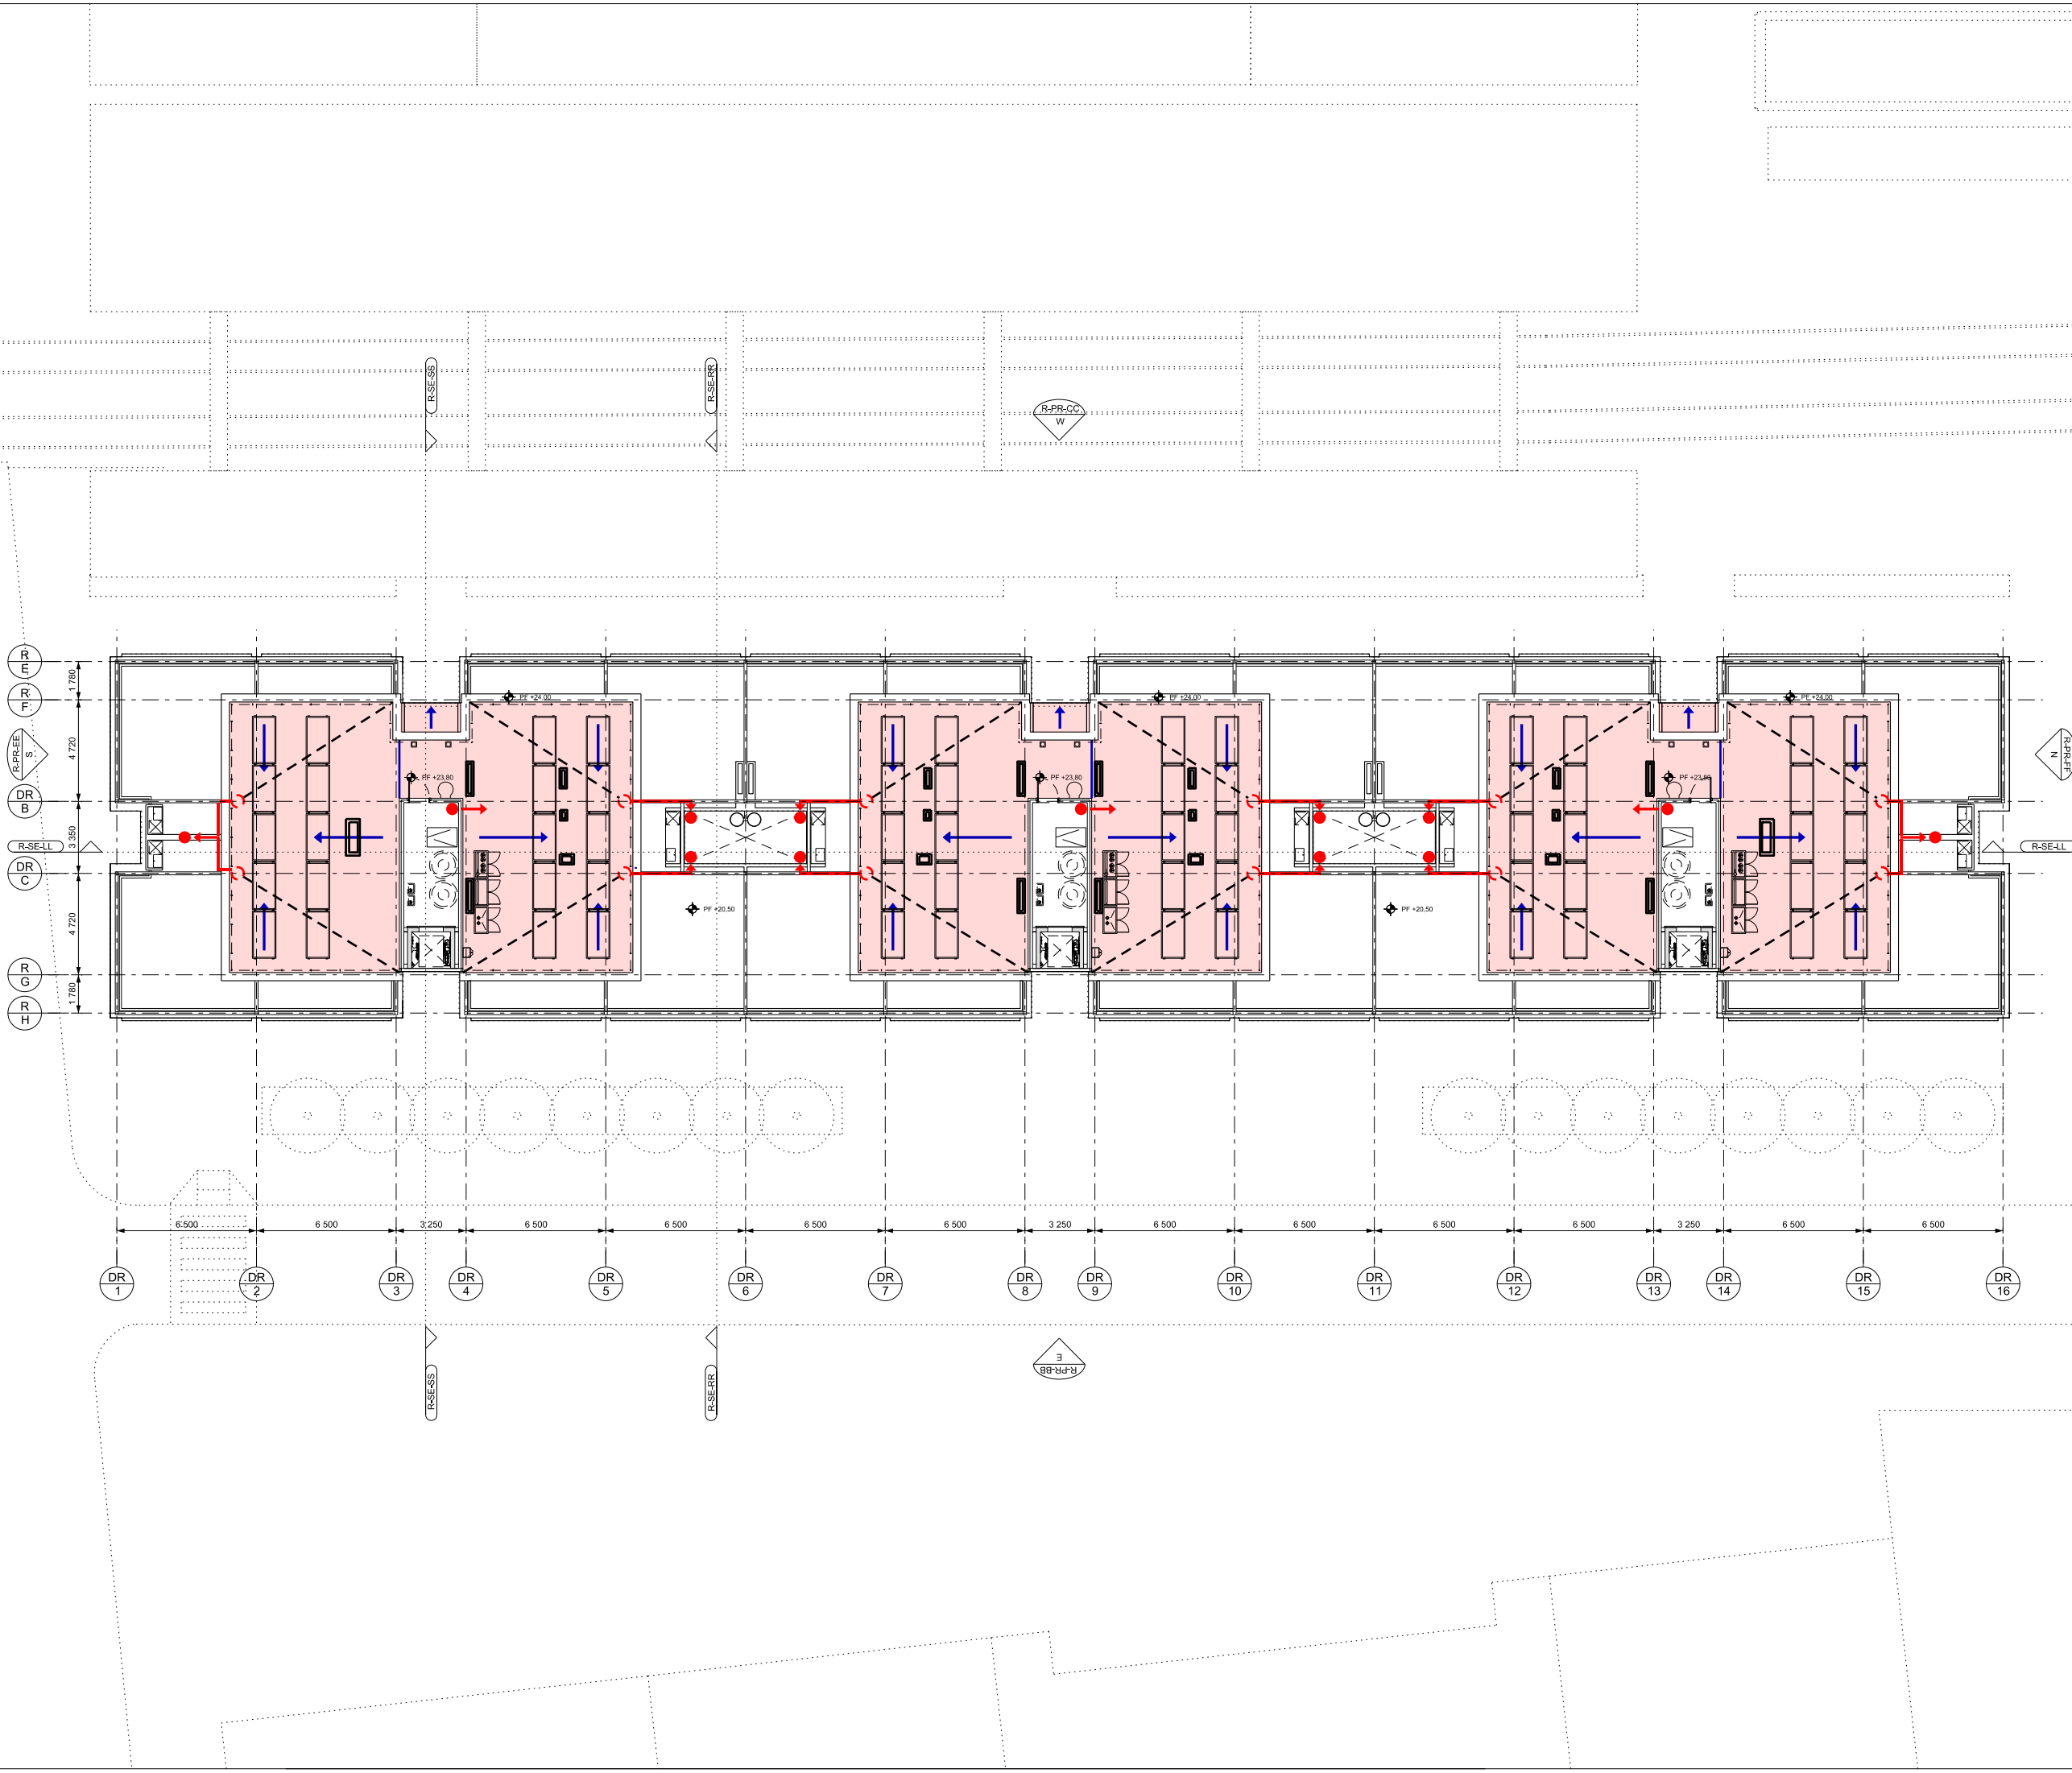 R-SE-SS
R-SE-RR
R-PR-CC
W
R
E
R
F
R-PR-EE
S
DR
B
R-SE-LL
DR
C
R
G
R
H
1 780
4 720
3 350
4 720
1 780
PF +24,00
PF +24,00
PF +24,00
PF +23,80
PF +23,80
PF +23,80
PF +20,50
PF +20,50
R-PR-FF
N
R-SE-LL
6 500
6 500
3 250
6 500
6 500
6 500
6 500
3 250
6 500
6 500
6 500
6 500
3 250
6 500
6 500
DR
1
DR
2
DR
3
DR
4
DR
5
DR
6
DR
7
DR
8
DR
9
DR
10
DR
11
DR
12
DR
13
DR
14
DR
15
DR
16
R-SE-SS
R-SE-RR
E
R-PR-BB